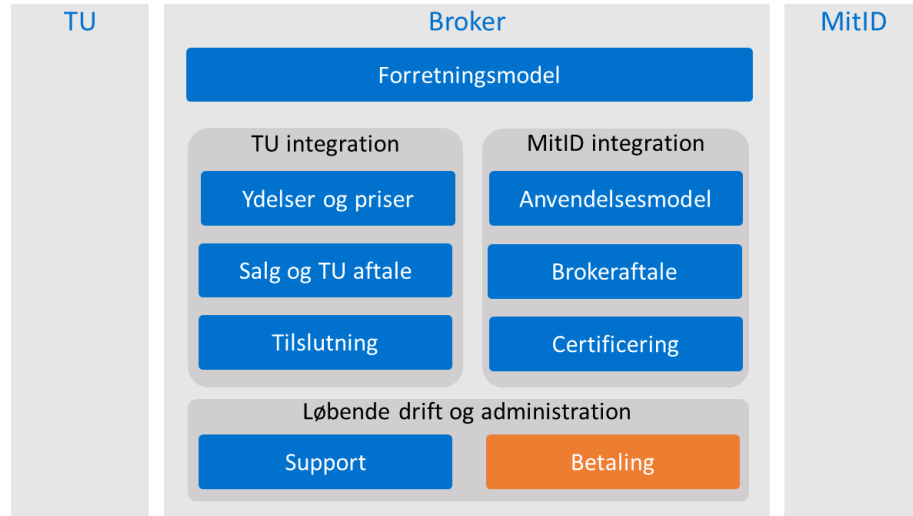 TU
Broker
MitID
Forretningsmodel
TU integration
MitID integration
Ydelser og priser
Anvendelsesmodel
Salg og TU aftale
Brokeraftale
Tilslutning
Certificering
Løbende drift og administration
Support
Betaling